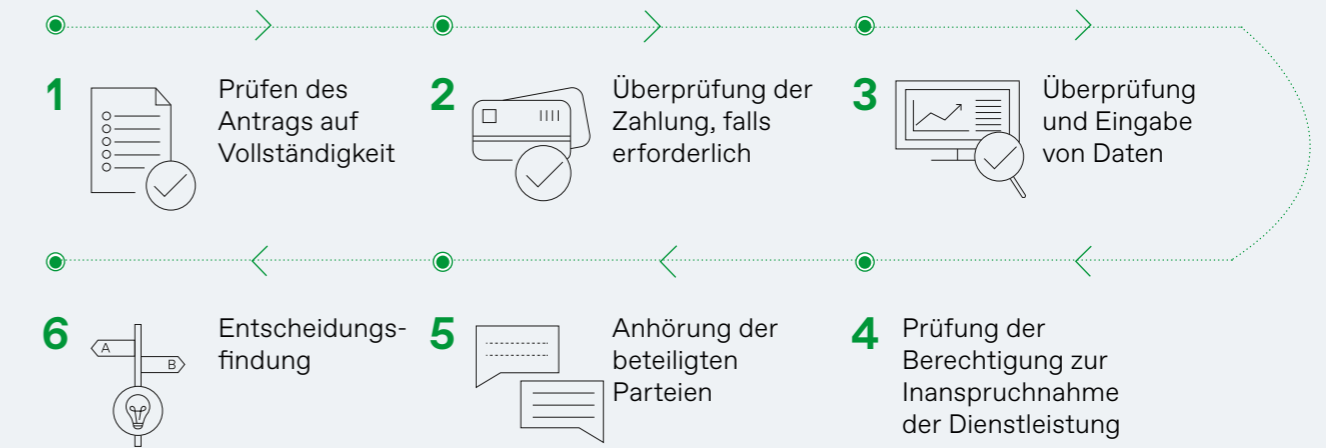 1
Prüfen des
Antrags auf
Vollständigkeit
2
Überprüfung der
Zahlung, falls
erforderlich
3
Überprüfung
und Eingabe
von Daten
4
Prüfung der
Berechtigung zur
Inanspruchnahme
der Dienstleistung
5
Anhörung der
beteiligten
Parteien
6
A
B
Entscheidungs-
findung